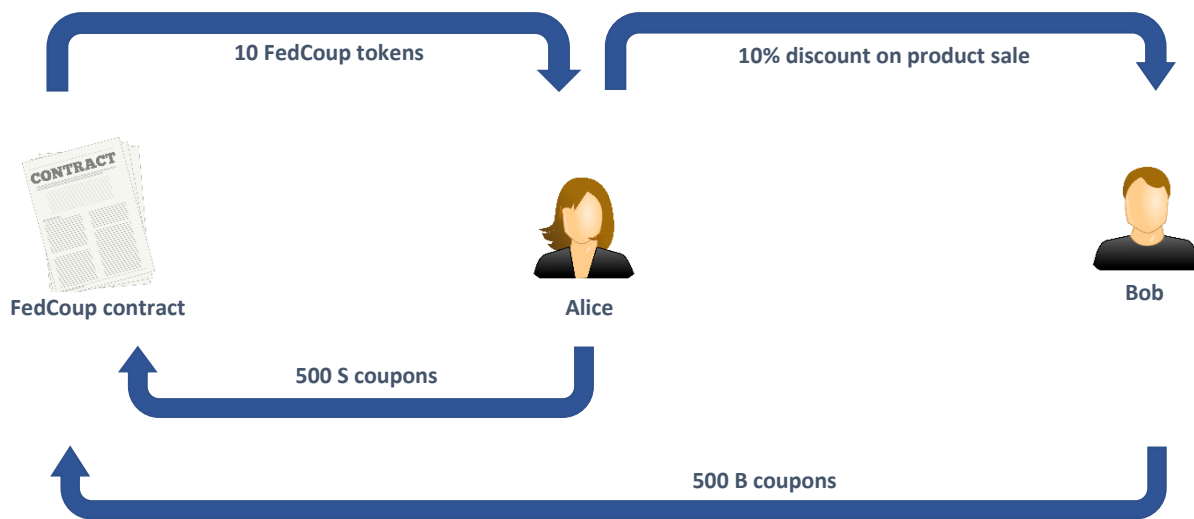 10 FedCoup tokens
10% discount on product sale
CONTRACT
FedCoup contract
Alice
Bob
500 S coupons
500 B coupons